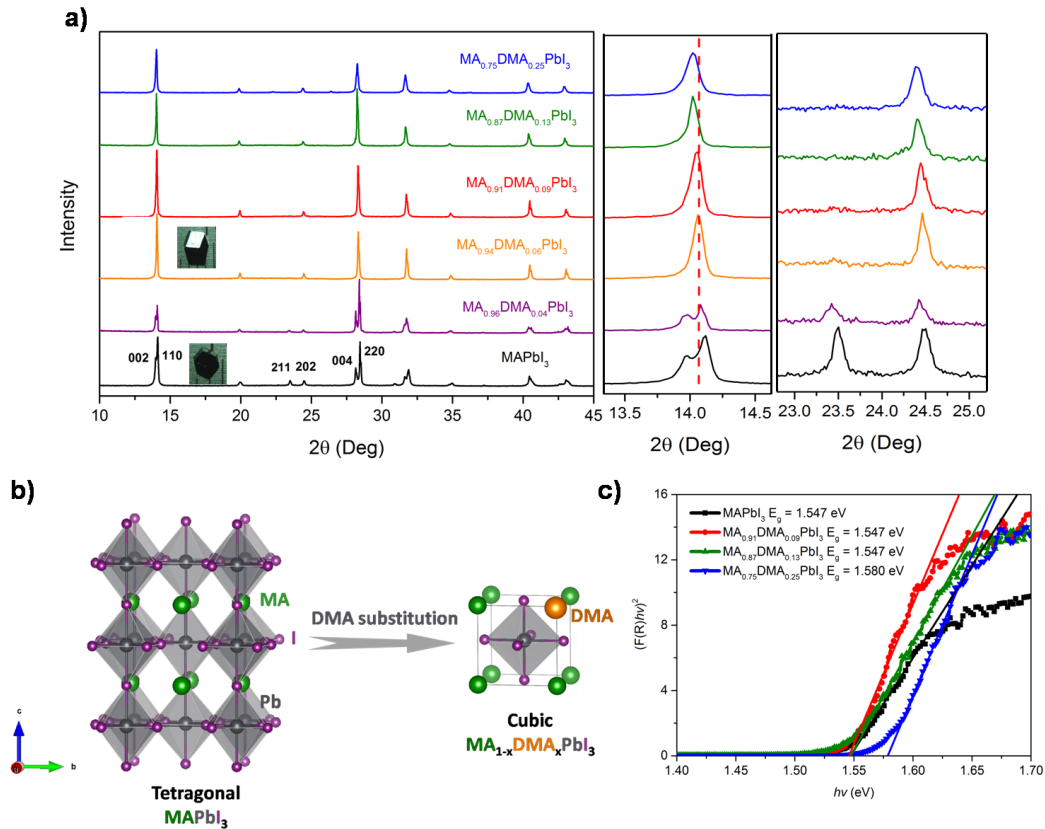 a)
Intensity
MA0.75DMA0.25PbI3
MA0.87DMA0.13PbI3
MA0.91DMA0.09PbI3
MA0.94DMA0.06PbI3
MA0.96DMA0.04PbI3
MAPbI3
002 110 211 202 004 220
10 15 20 25 30 35 40 45
2θ (Deg)
13.5 14.0 14.5
2θ (Deg)
23.0 23.5 24.0 24.5 25.0
2θ (Deg)
b)
MA
I
Pb
c
b
Tetragonal
MAPbI3
DMA substitution
DMA
Cubic
MA1-xDMAxPbI3
c)
(F(R)hν)2
16
12
8
4
0
MAPbI3 Eg = 1.547 eV
MA0.91DMA0.09PbI3 Eg = 1.547 eV
MA0.87DMA0.13PbI3 Eg = 1.547 eV
MA0.75DMA0.25PbI3 Eg = 1.580 eV
1.40 1.45 1.50 1.55 1.60 1.65 1.70
hν (eV)